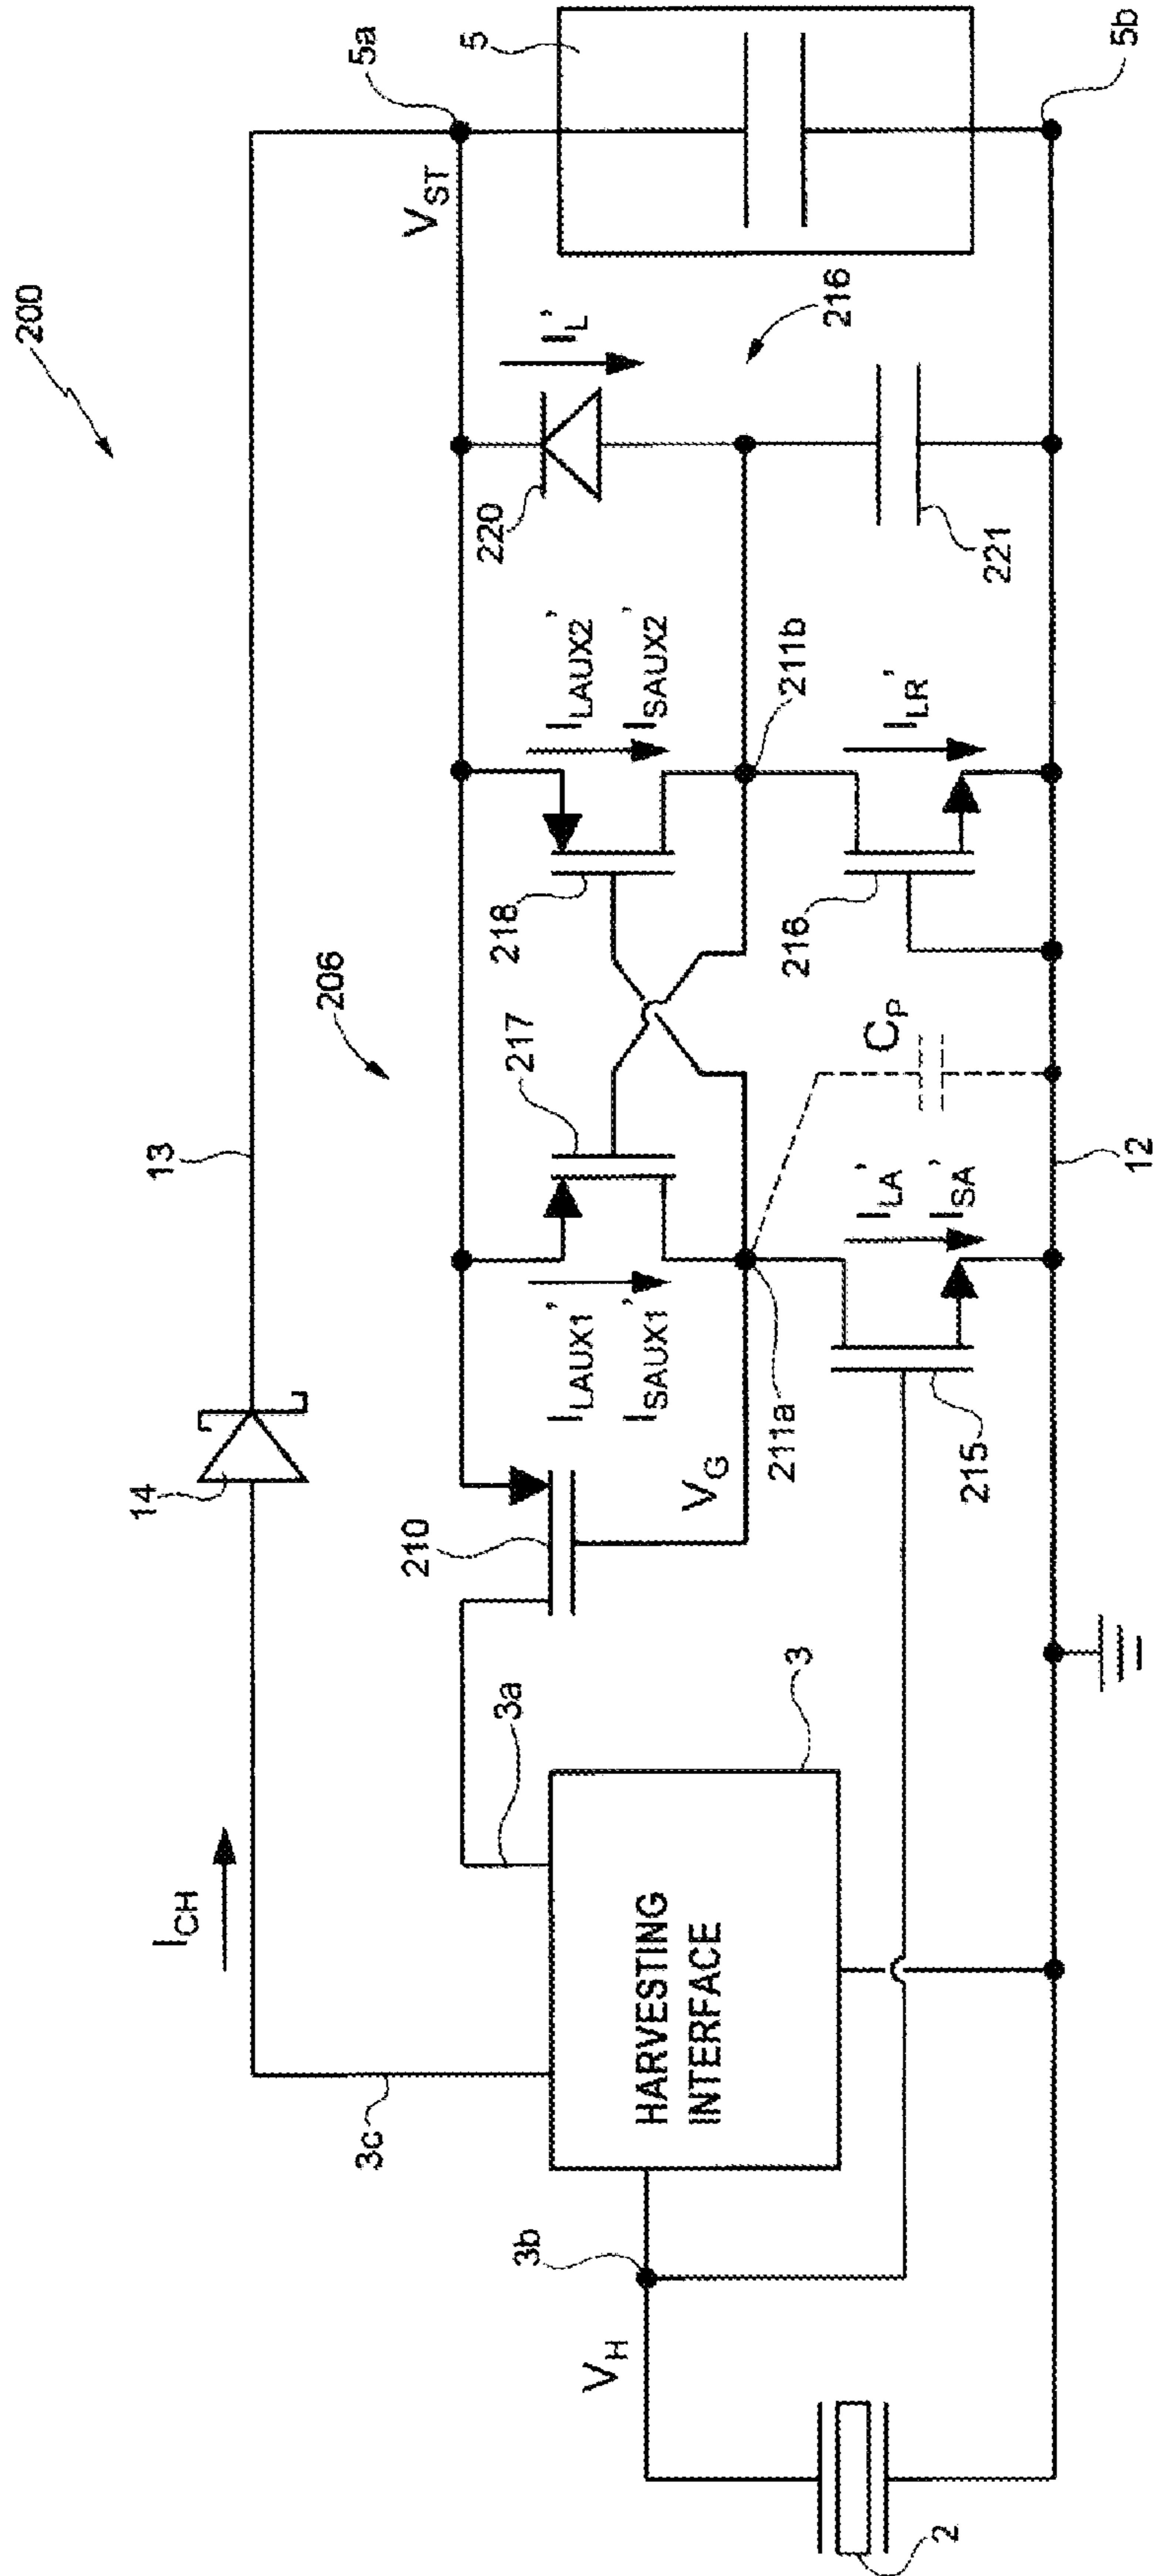 200
I_CH
3c
14
13
5a
V_ST
5
206
3a
210
217
218
220
I_L'
I_LAUX1'
I_SAUX1'
I_LAUX2'
I_SAUX2'
216
HARVESTING
INTERFACE
3
V_H
3b
V_G
211a
211b
221
215
I_LA'
I_SA'
C_P
216
I_LR'
2
12
5b